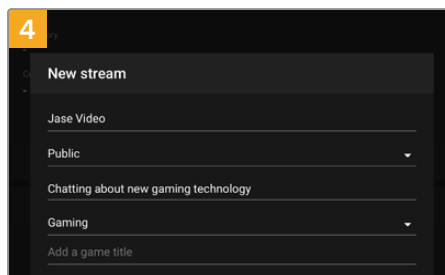 4
New stream
Jase Video
Public
Chatting about new gaming technology
Gaming
Add a game title